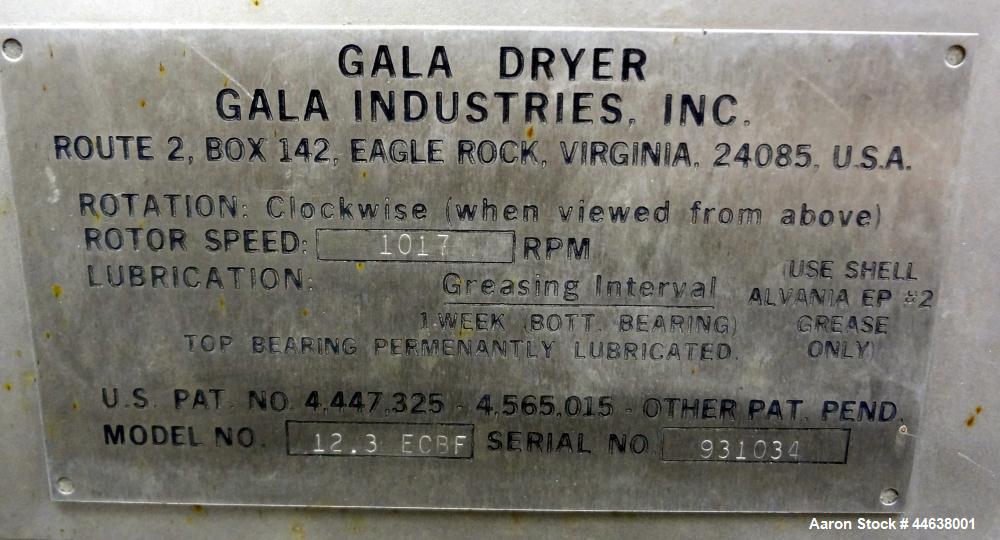 GALA DRYER
GALA INDUSTRIES, INC.
ROUTE 2, BOX 142, EAGLE ROCK, VIRGINIA, 24085, U.S.A.
ROTATION: Clockwise (when viewed from above)
ROTOR SPEED: 1017 RPM
LUBRICATION: Greasing Interval (USE SHELL
ALVANIA EP #2
1 WEEK (BOTT. BEARING) GREASE
TOP BEARING PERMENANTLY LUBRICATED. ONLY)
U.S. PAT. NO. 4,447,325 - 4,565,015 - OTHER PAT. PEND.
MODEL NO. 12.3 ECBF SERIAL NO. 931034
Aaron Stock # 44638001